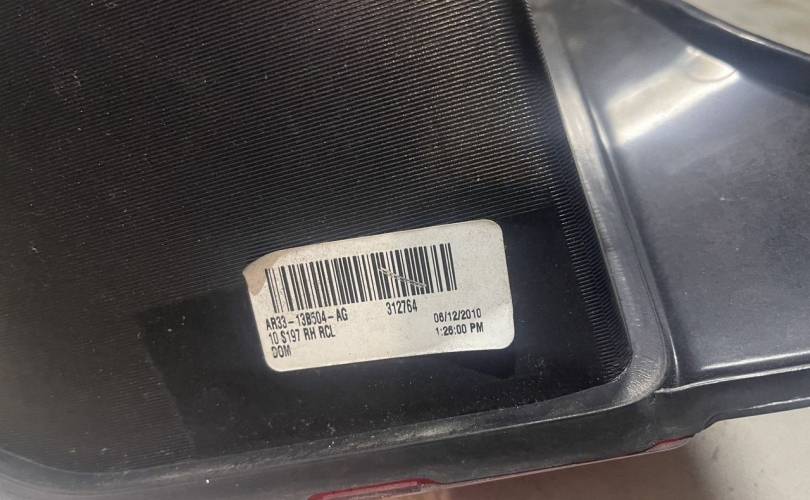 AR33-13B504-AG 312764 06/12/2010
10 S197 RH RCL 1:26:00 PM
DOM